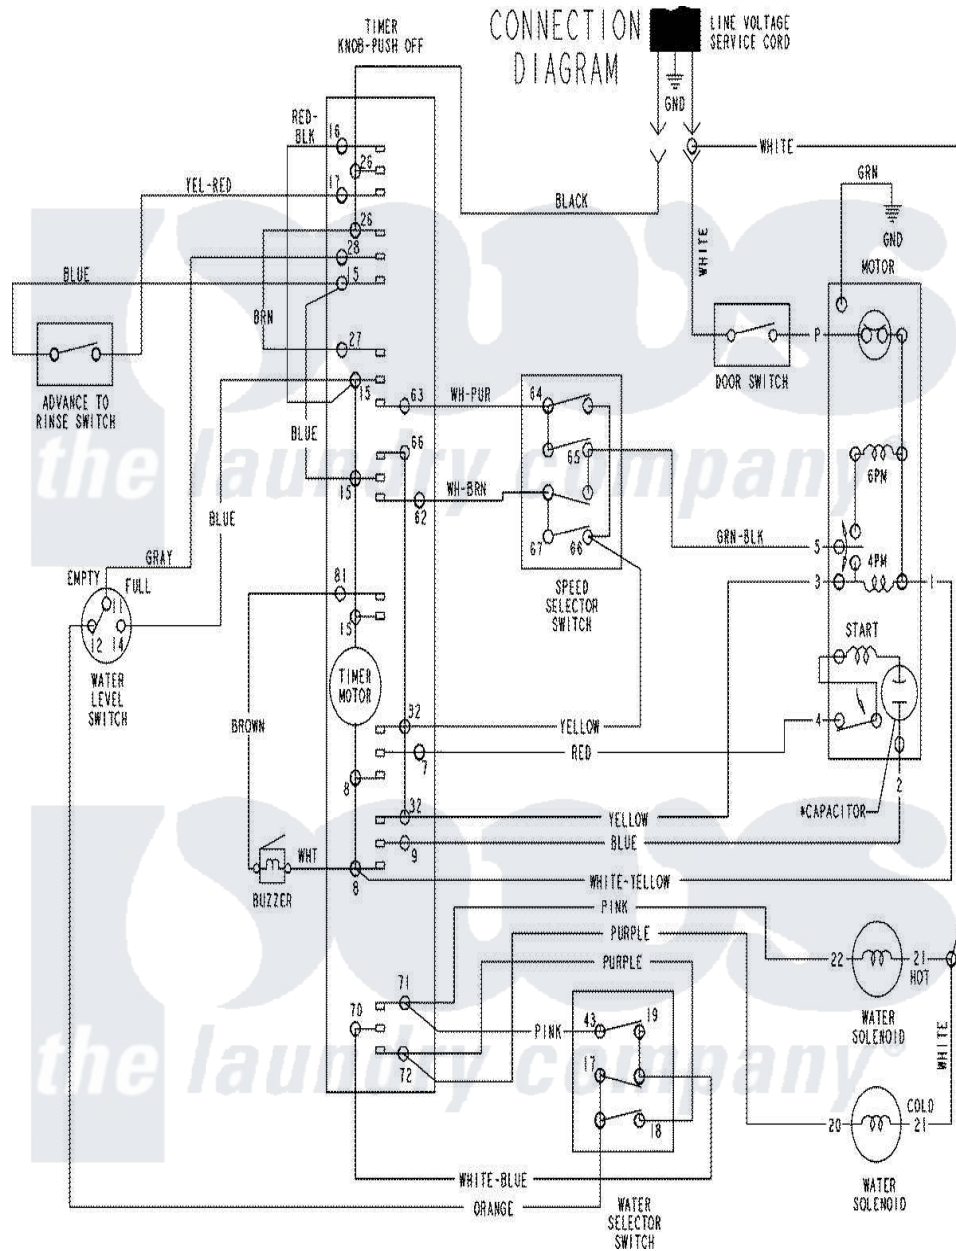 CONNECTION
DIAGRAM
LINE VOLTAGE
SERVICE CORD
GND
TIMER
KNOB-PUSH OFF
RED-
BLK
16
26
17
YEL-RED
WHITE
GRN
GND
BLACK
WHITE
26
28
15
BLUE
BRN
MOTOR
27
P
DOOR SWITCH
ADVANCE TO
RINSE SWITCH
15
63
WH-PUR
64
BLUE
66
65
6PM
the laundry company®
15
62
WH-BRN
67
66
GRN-BLK
5
BLUE
GRAY
EMPTY
FULL
11
12
14
WATER
LEVEL
SWITCH
81
15
SPEED
SELECTOR
SWITCH
3
4PM
1
START
TIMER
MOTOR
BROWN
32
YELLOW
7
RED
4
8
2
32
YELLOW
*CAPACITOR
9
BLUE
WHT
BUZZER
8
WHITE-YELLOW
PINK
PURPLE
PURPLE
22
21
HOT
WATER
SOLENOID
71
70
PINK
43
19
WHITE
the laundry company®
72
17
18
20
COLD
21
WATER
SOLENOID
WHITE-BLUE
ORANGE
WATER
SELECTOR
SWITCH